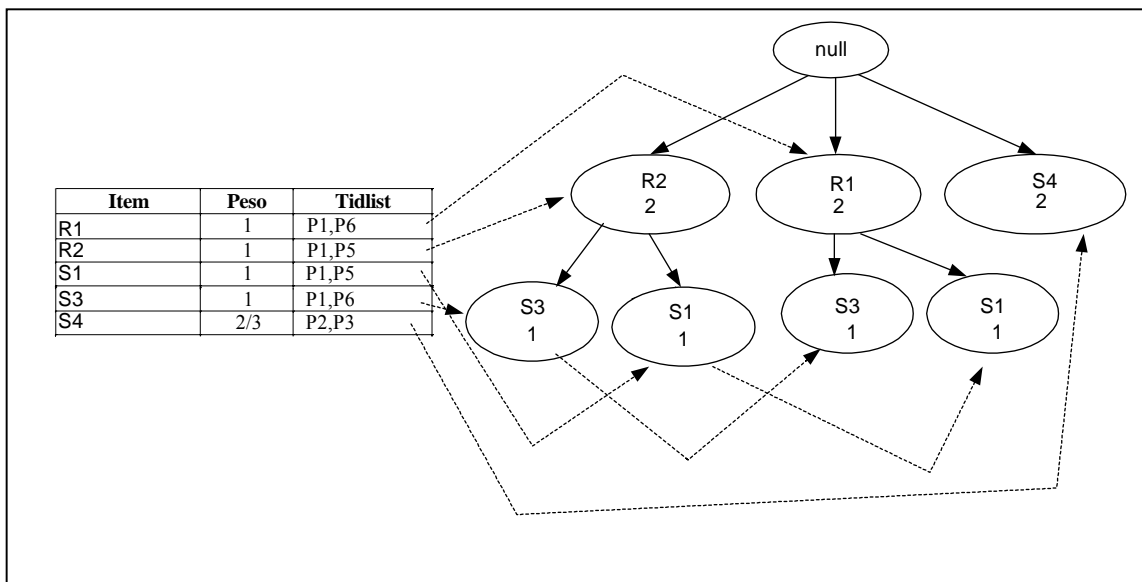 null
R2
2
R1
2
S4
2
Item Peso Tidlist
R1 1 P1,P6
R2 1 P1,P5
S1 1 P1,P5
S3 1 P1,P6
S4 2/3 P2,P3
S3
1
S1
1
S3
1
S1
1